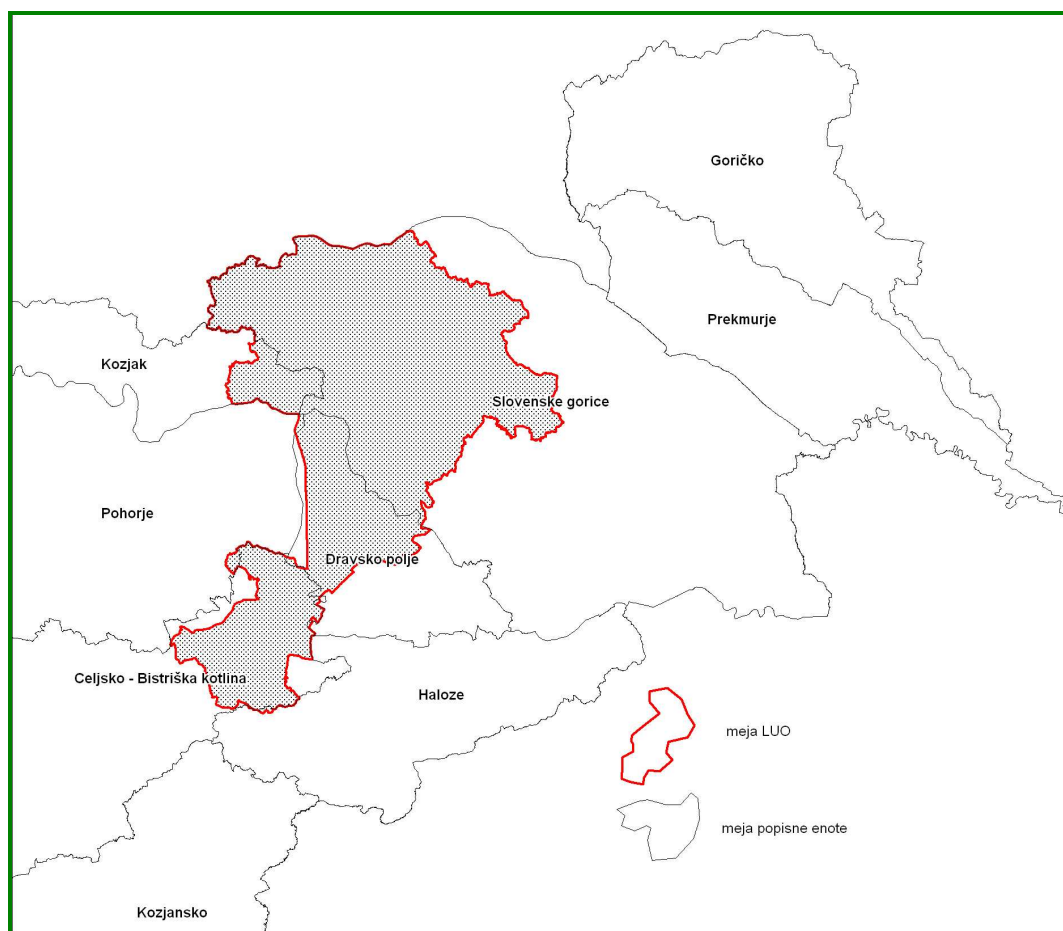 Goričko
Prekmurje
Kozjak
Slovenske gorice
Pohorje
Dravsko polje
Celjsko - Bistriška kotlina
Haloze
meja LUO
meja popisne enote
Kozjansko